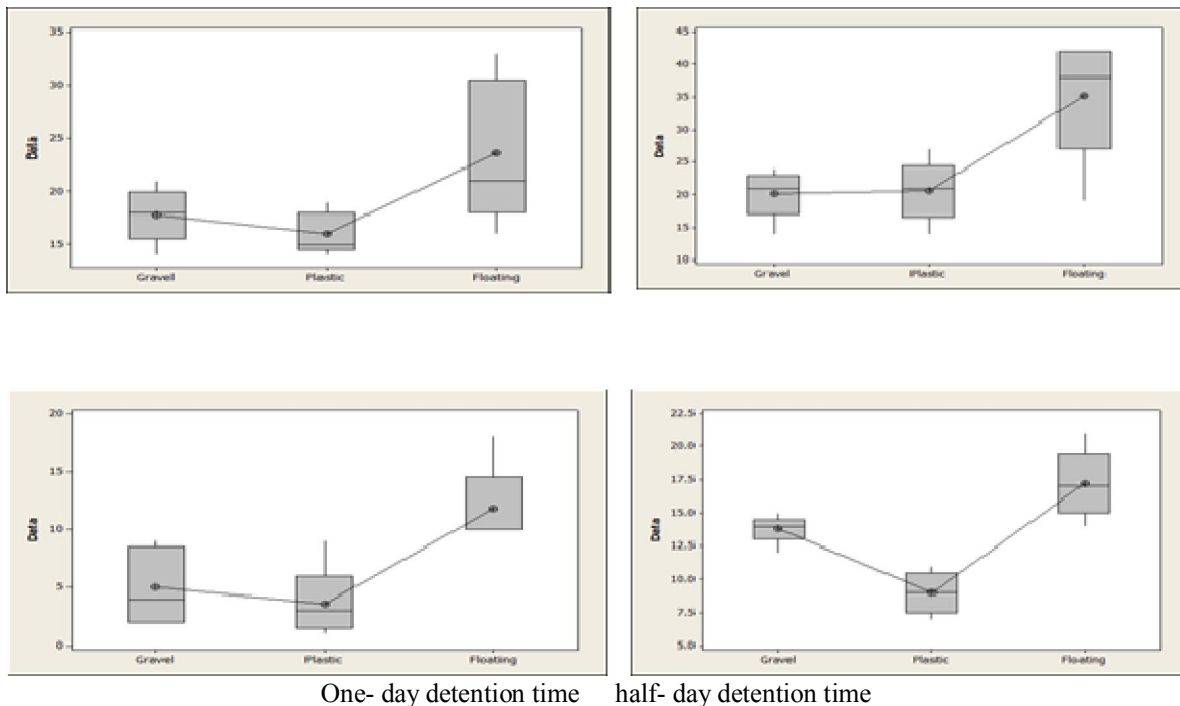 35
30
25
20
15
Data
Gravell
Plastic
Floating
45
40
35
30
25
20
15
10
Data
Gravel
Plastic
Floating
20
15
10
5
0
Data
Gravel
Plastic
Floating
22.5
20.0
17.5
15.0
12.5
10.0
7.5
5.0
Data
Gravel
Plastic
Floating
One- day detention time half- day detention time